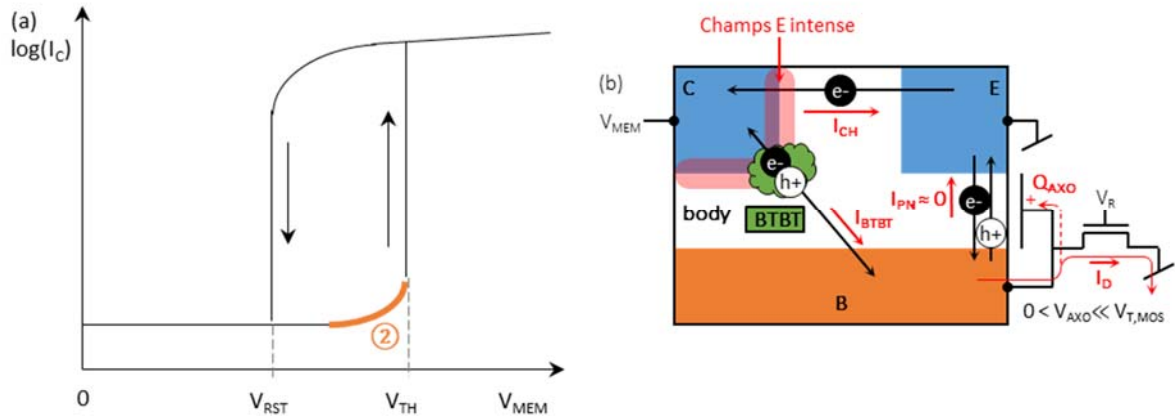 (a)
log(I_C)
②
0
V_RST
V_TH
V_MEM
(b)
Champs E intense
C
e-
E
V_MEM
I_CH
e-
h+
Q_AXO
+
body
BTBT
I_BTBT
I_PN ≈ 0
e-
h+
V_R
I_D
B
0 < V_AXO ≪ V_T,MOS